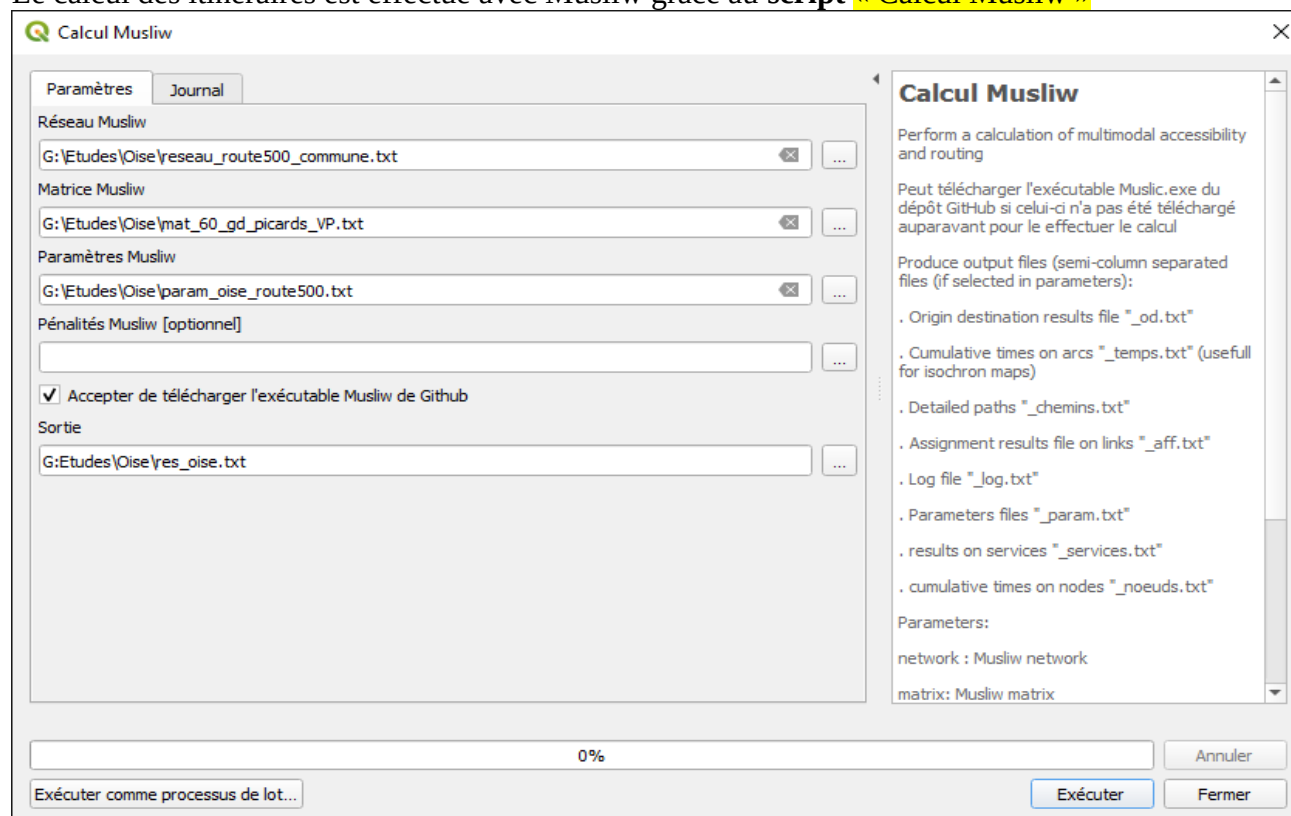 Le calcul des itinéraires est effectué avec Musliw grâce au script « Calcul Musliw »
Calcul Musliw
Paramètres
Journal
Réseau Musliw
G:\Etudes\Oise\reseau_route500_commune.txt
...
Matrice Musliw
G:\Etudes\Oise\mat_60_gd_picards_VP.txt
...
Paramètres Musliw
G:\Etudes\Oise\param_oise_route500.txt
...
Pénalités Musliw [optionnel]
...
Accepter de télécharger l'exécutable Musliw de Github
Sortie
G:Etudes\Oise\res_oise.txt
...
Calcul Musliw
Perform a calculation of multimodal accessibility
and routing
Peut télécharger l'exécutable Muslic.exe du
dépôt GitHub si celui-ci n'a pas été téléchargé
auparavant pour le effectuer le calcul
Produce output files (semi-column separated
files (if selected in parameters):
. Origin destination results file "_od.txt"
. Cumulative times on arcs "_temps.txt" (usefull
for isochron maps)
. Detailed paths "_chemins.txt"
. Assignment results file on links "_aff.txt"
. Log file "_log.txt"
. Parameters files "_param.txt"
. results on services "_services.txt"
. cumulative times on nodes "_noeuds.txt"
Parameters:
network : Musliw network
matrix: Musliw matrix
0%
Annuler
Exécuter comme processus de lot...
Exécuter
Fermer